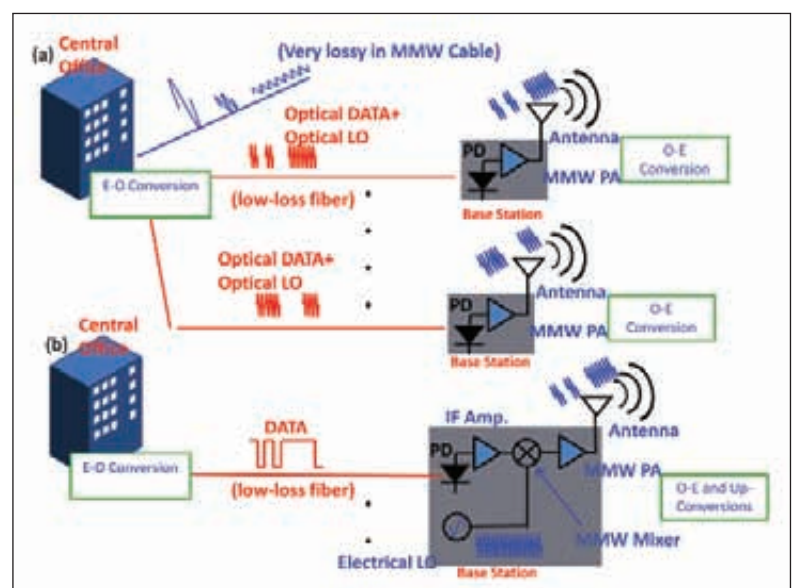 (a)
Central
Office
(Very lossy in MMW Cable)
Optical DATA+
Optical LO
E-O Conversion
(low-loss fiber)
PD
Antenna
MMW PA
Base Station
O-E
Conversion
Optical DATA+
Optical LO
PD
Antenna
MMW PA
Base Station
O-E
Conversion
(b)
Central
Office
DATA
E-O Conversion
(low-loss fiber)
IF Amp.
PD
Antenna
MMW PA
O-E and Up-
Conversions
MMW Mixer
Electrical LO
Base Station